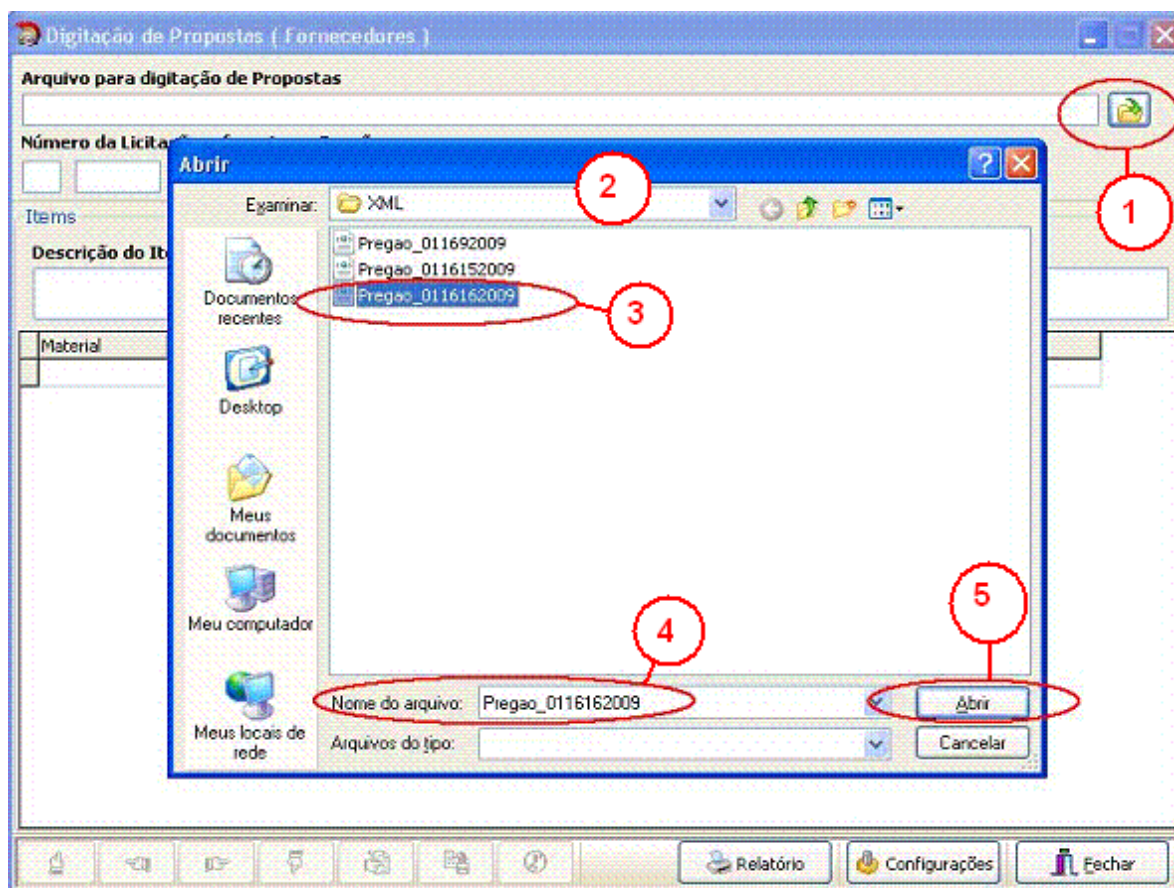 Digitação de Propostas ( Fornecedores )
Arquivo para digitação de Propostas
1
Número da Licita
Abrir
Examinar: XML
2
Items
Descrição do It
Pregao_011692009
Pregao_0116152009
Pregao_0116162009
3
Documentos recentes
Material
Desktop
Meus documentos
Meu computador
4
5
Nome do arquivo: Pregao_0116162009 Abrir
Meus locais de rede
Arquivos do tipo: Cancelar
Relatório Configurações Fechar